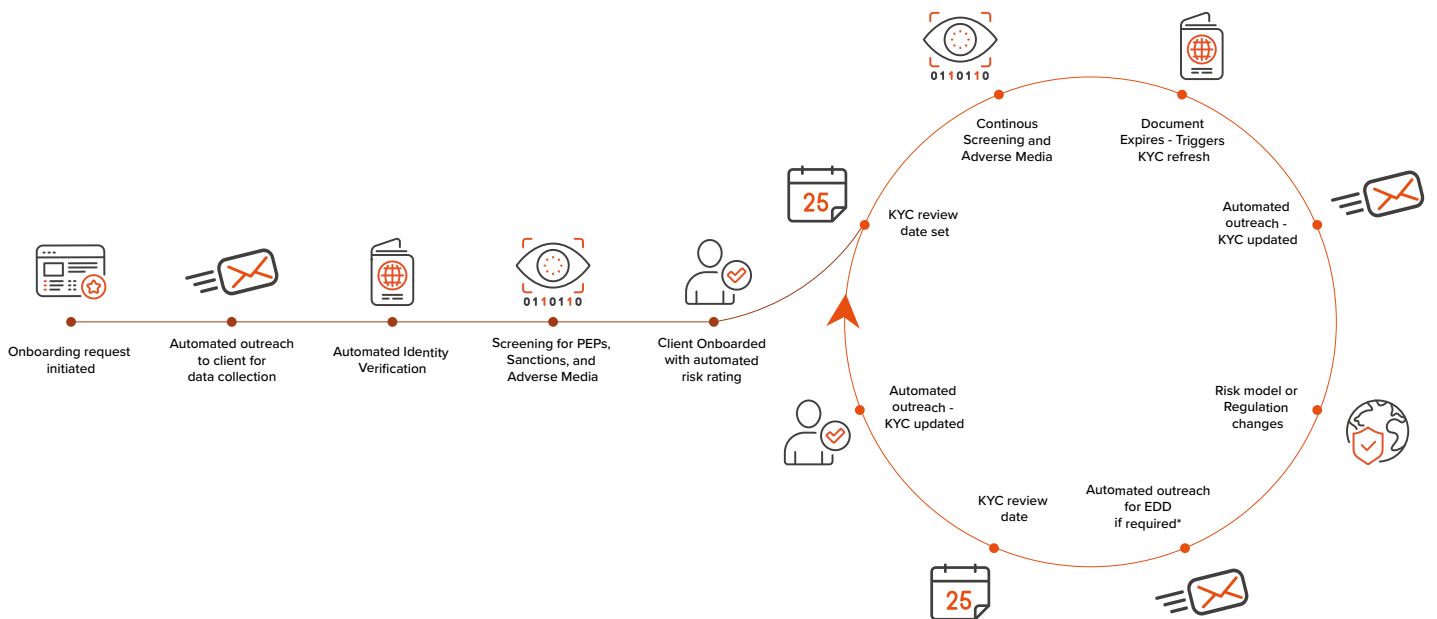 Onboarding request
initiated
Automated outreach
to client for
data collection
Automated Identity
Verification
0110110
Screening for PEPs,
Sanctions, and
Adverse Media
Client Onboarded
with automated
risk rating
25
KYC review
date set
0110110
Continous
Screening and
Adverse Media
Document
Expires - Triggers
KYC refresh
Automated
outreach -
KYC updated
Risk model or
Regulation
changes
Automated outreach
for EDD
if required*
KYC review
date
25
Automated
outreach -
KYC updated